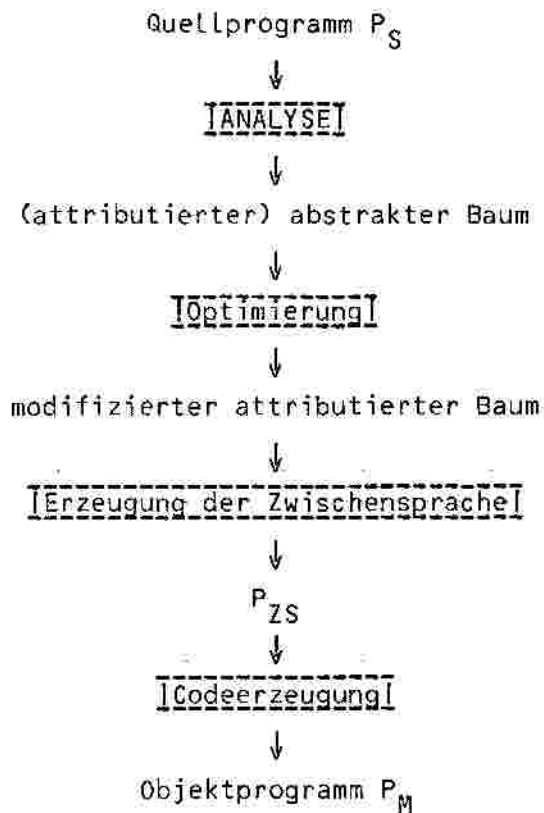 Quellprogramm P_S
ANALYSE
(attributierter) abstrakter Baum
Optimierung
modifizierter attributierter Baum
Erzeugung der Zwischensprache
P_ZS
Codeerzeugung
Objektprogramm P_M